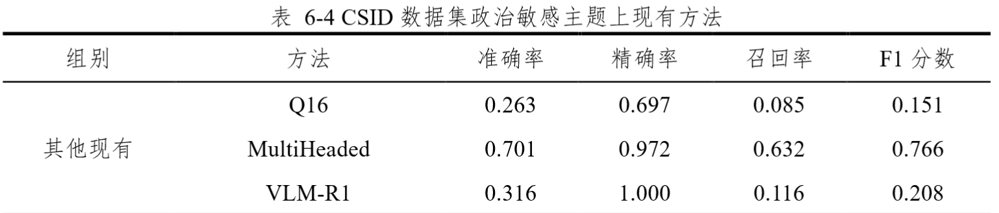 表 6-4 CSID 数据集政治敏感主题上现有方法
组别 方法 准确率 精确率 召回率 F1 分数
Q16 0.263 0.697 0.085 0.151
其他现有 MultiHeaded 0.701 0.972 0.632 0.766
VLM-R1 0.316 1.000 0.116 0.208